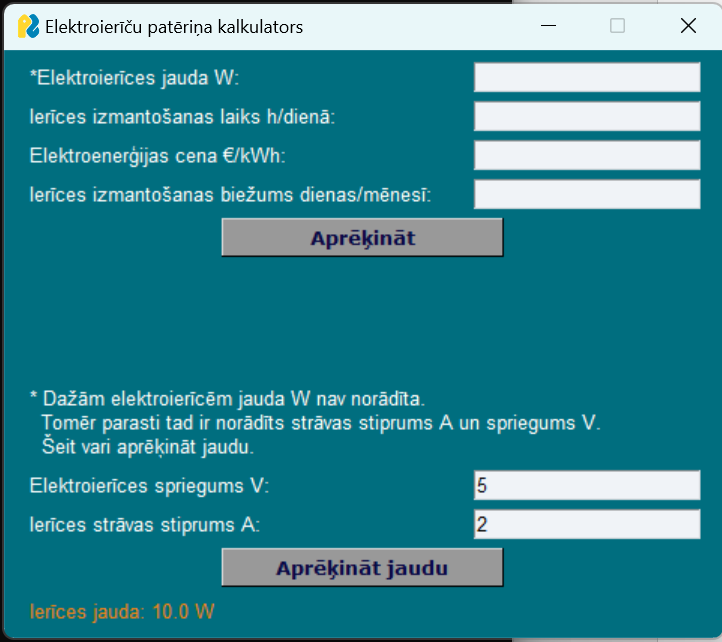 Elektroierīču patēriņa kalkulators
*Elektroierīces jauda W:
Ierīces izmantošanas laiks h/dienā:
Elektroenerģijas cena €/kWh:
Ierīces izmantošanas biežums dienas/mēnesī:
Aprēķināt
* Dažām elektroierīcēm jauda W nav norādīta.
Tomēr parasti tad ir norādīts strāvas stiprums A un spriegums V.
Šeit vari aprēķināt jaudu.
Elektroierīces spriegums V: 5
Ierīces strāvas stiprums A: 2
Aprēķināt jaudu
Ierīces jauda: 10.0 W